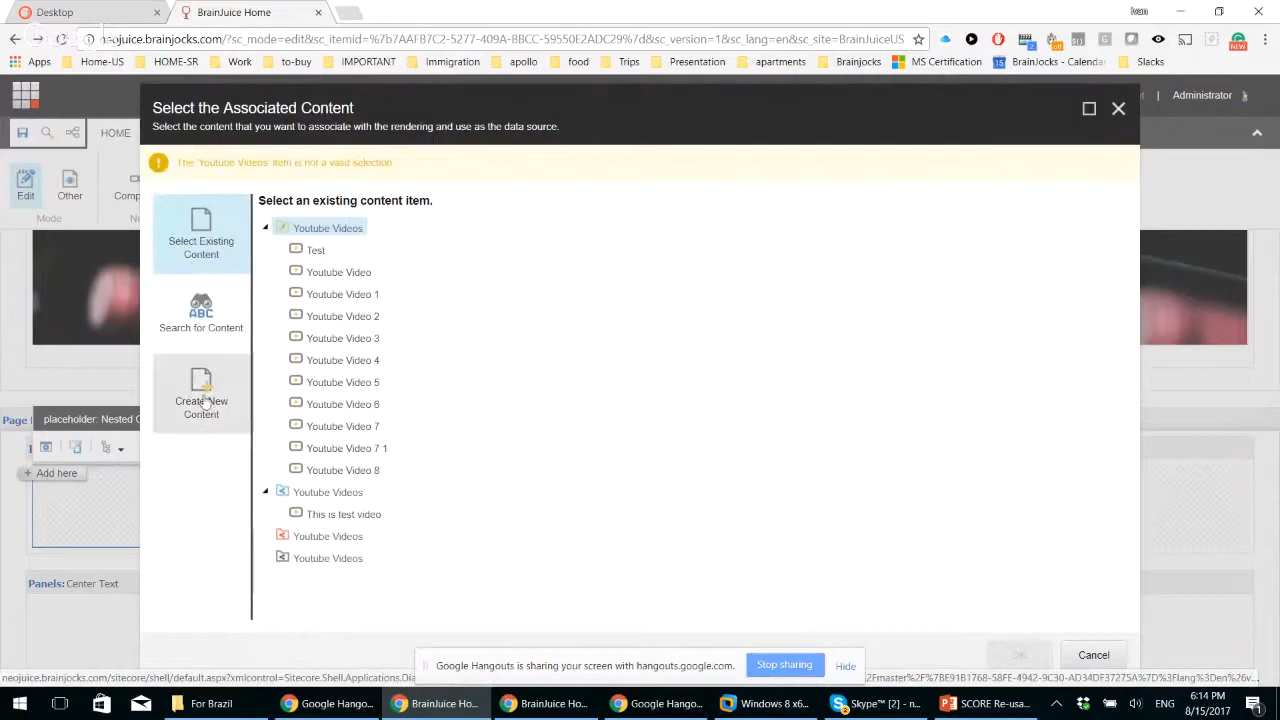 Desktop
BrainJuice Home
Ivan
neojuice.brainjocks.com/?sc_mode=edit&sc_itemid=%7b7AAFB7C2-5277-409A-BBCC-59550E2ADC29%7d&sc_version=1&sc_lang=en&sc_site=BrainJuiceUS
Apps Home-US Home-SR Work to-buy IMPORTANT Immigration apollo food Trips Presentation apartments Brainjocks MS Certification BrainJocks - Calenda Slacks
Select the Associated Content
Select the content that you want to associate with the rendering and use as the data source.
Administrator
HOME
The 'Youtube Videos' item is not a valid selection
Edit
Other
Comp
Mode
Select Existing Content
Search for Content
Create New Content
Select an existing content item.
Youtube Videos
Test
Youtube Video
Youtube Video 1
Youtube Video 2
Youtube Video 3
Youtube Video 4
Youtube Video 5
Youtube Video 6
Youtube Video 7
Youtube Video 7 1
Youtube Video 8
Youtube Videos
This is test video
Youtube Videos
Youtube Videos
Page
placeholder: Nested C
+ Add here
Panels: Center Text
Google Hangouts is sharing your screen with hangouts.google.com.
Stop sharing
Hide
Cancel
For Brazil
Google Hango...
BrainJuice Ho...
BrainJuice Ho...
Google Hango...
Windows 8 x6...
Skype™ [2] - n...
SCORE Re-usa...
ENG
6:14 PM
8/15/2017